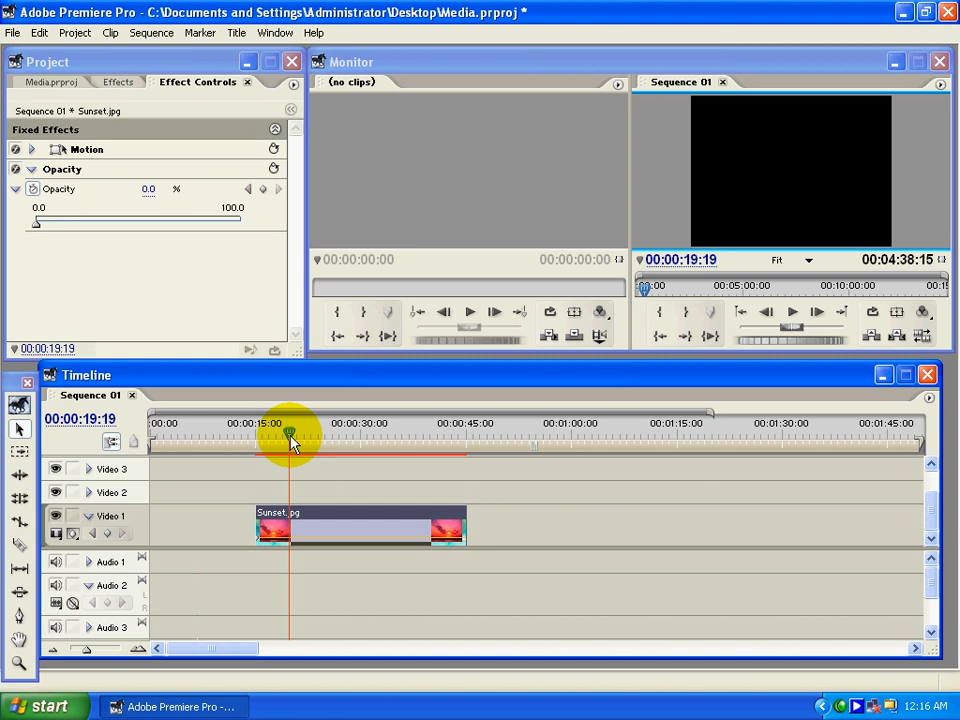 Adobe Premiere Pro - C:\Documents and Settings\Administrator\Desktop\Media.prproj *
File Edit Project Clip Sequence Marker Title Window Help
Project
Media.prproj Effects Effect Controls
Sequence 01 * Sunset.jpg
Fixed Effects
Motion
Opacity
Opacity 0.0 %
0.0 100.0
00:00:19:19
Monitor
(no clips)
00:00:00:00 00:00:00:00
Sequence 01
00:00:19:19 Fit 00:04:38:15
00:05:00:00 00:10:00:00
Timeline
Sequence 01
00:00:19:19
:00:00 00:00:15:00 00:00:30:00 00:00:45:00 00:01:00:00 00:01:15:00 00:01:30:00 00:01:45:00
Video 3
Video 2
Video 1
Sunset.jpg
Audio 1
Audio 2
L
R
Audio 3
start
Adobe Premiere Pro -...
12:16 AM